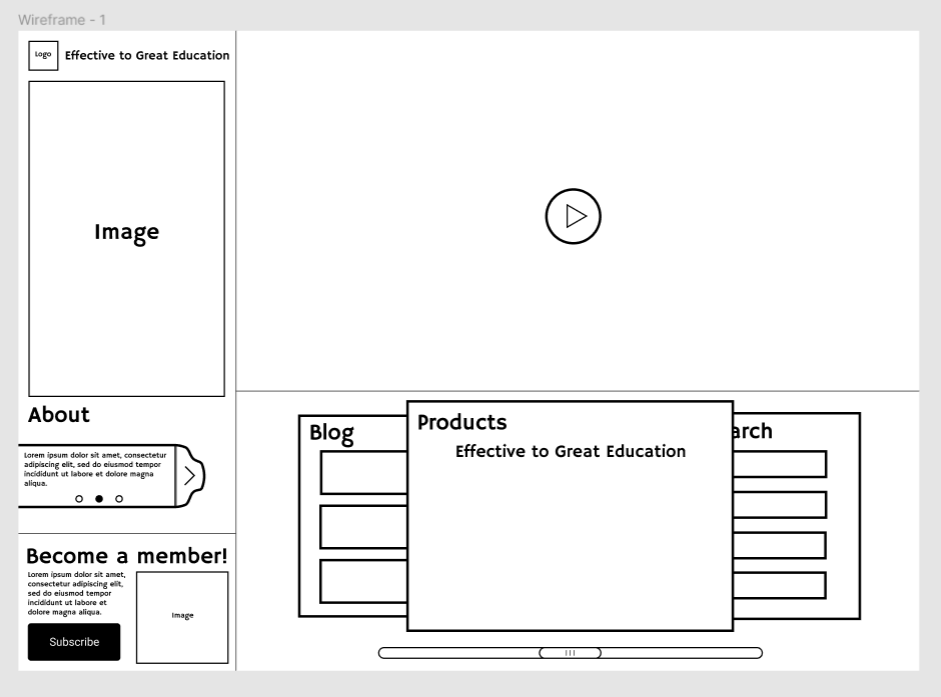 Wireframe - 1
Logo
Effective to Great Education
Image
About
Lorem ipsum dolor sit amet, consectetur
adipiscing elit, sed do eiusmod tempor
incididunt ut labore et dolore magna
aliqua.
Become a member!
Lorem ipsum dolor sit amet,
consectetur adipiscing elit,
sed do eiusmod tempor
incididunt ut labore et
dolore magna aliqua.
Subscribe
Image
Blog
Products
Effective to Great Education
arch